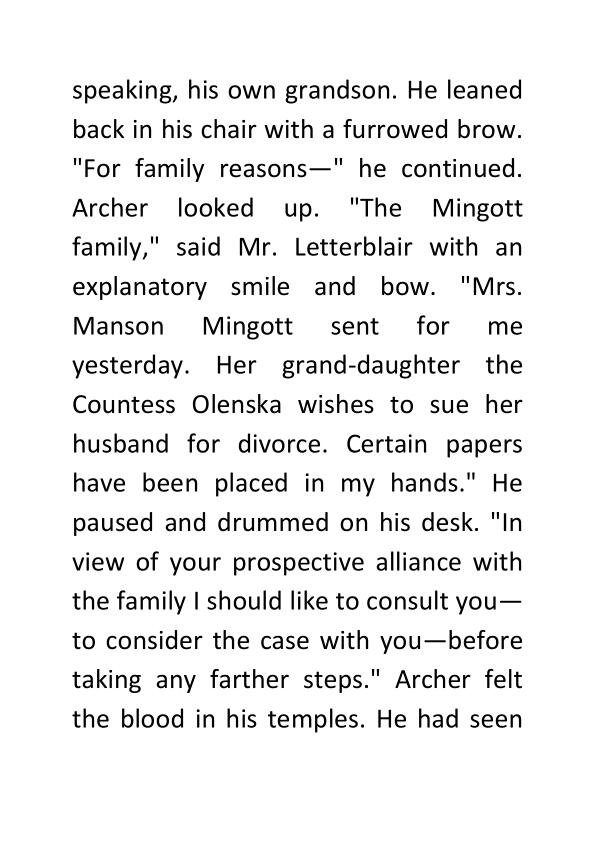 speaking, his own grandson. He leaned
back in his chair with a furrowed brow.
"For family reasons—" he continued.
Archer looked up. "The Mingott
family," said Mr. Letterblair with an
explanatory smile and bow. "Mrs.
Manson Mingott sent for me
yesterday. Her grand-daughter the
Countess Olenska wishes to sue her
husband for divorce. Certain papers
have been placed in my hands." He
paused and drummed on his desk. "In
view of your prospective alliance with
the family I should like to consult you—
to consider the case with you—before
taking any farther steps." Archer felt
the blood in his temples. He had seen